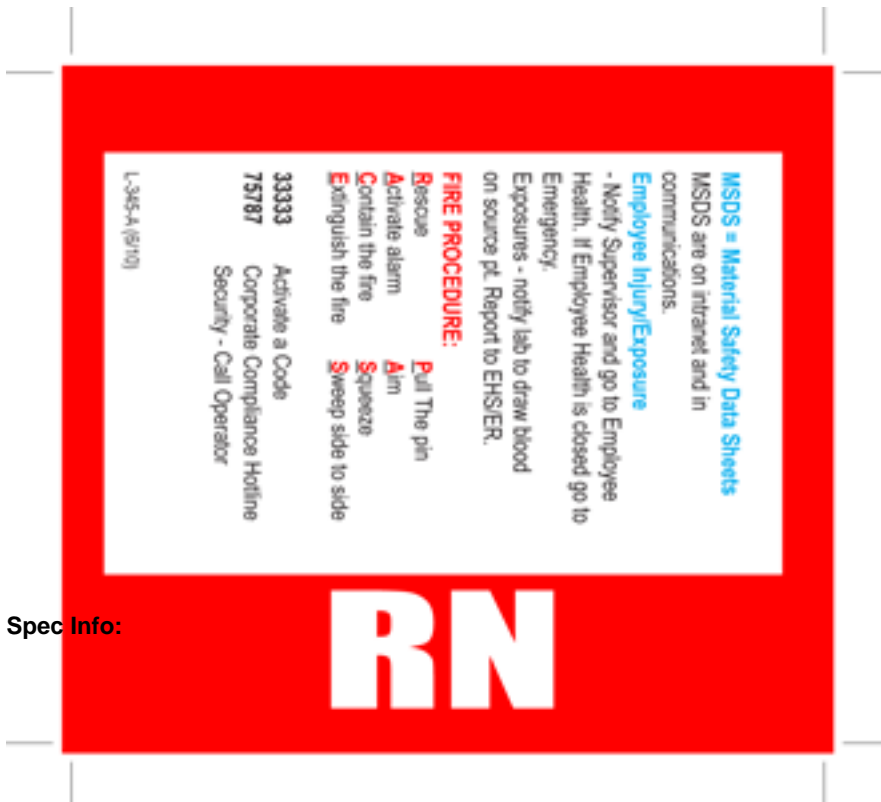 MSDS = Material Safety Data Sheets
MSDS are on intranet and in
communications.
Employee Injury/Exposure
- Notify Supervisor and go to Employee
Health. If Employee Health is closed go to
Emergency.
Exposures - notify lab to draw blood
on source pt. Report to EHS/ER.
FIRE PROCEDURE:
Rescue Pull The pin
Activate alarm Aim
Contain the fire Squeeze
Extinguish the fire Sweep side to side
33333 Activate a Code
75787 Corporate Compliance Hotline
Security - Call Operator
L-345-A (6/10)
RN
Spec Info: